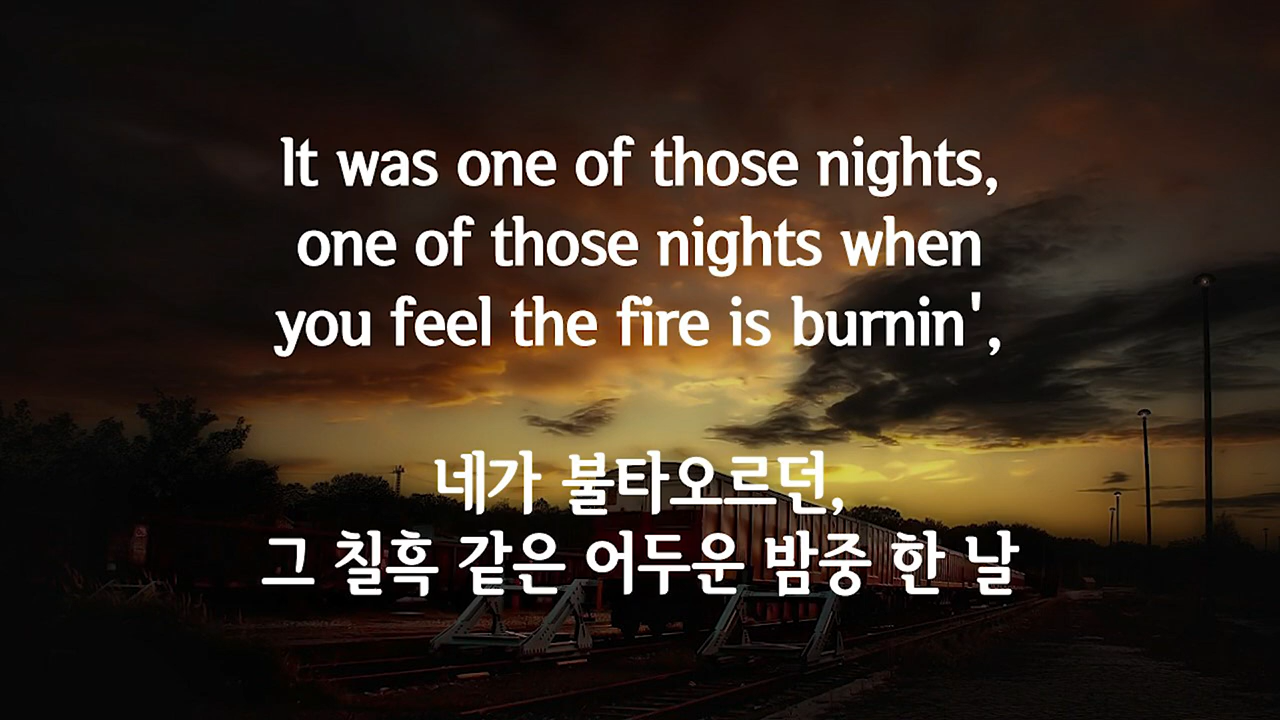 It was one of those nights,
one of those nights when
you feel the fire is burnin',
네가 불타오르던,
그 칠흑 같은 어두운 밤중 한 날